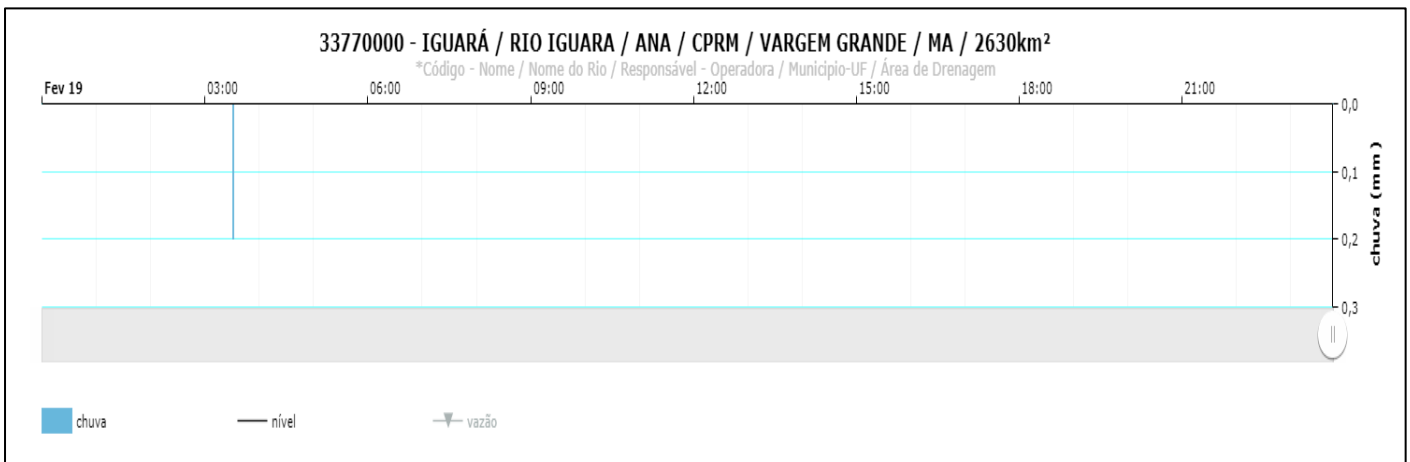 33770000 - IGUARÁ / RIO IGUARA / ANA / CPRM / VARGEM GRANDE / MA / 2630km²
*Código - Nome / Nome do Rio / Responsável - Operadora / Municipio-UF / Área de Drenagem
Fev 19 03:00 06:00 09:00 12:00 15:00 18:00 21:00
0,0
0,1
0,2
0,3
chuva (mm)
chuva nível vazão